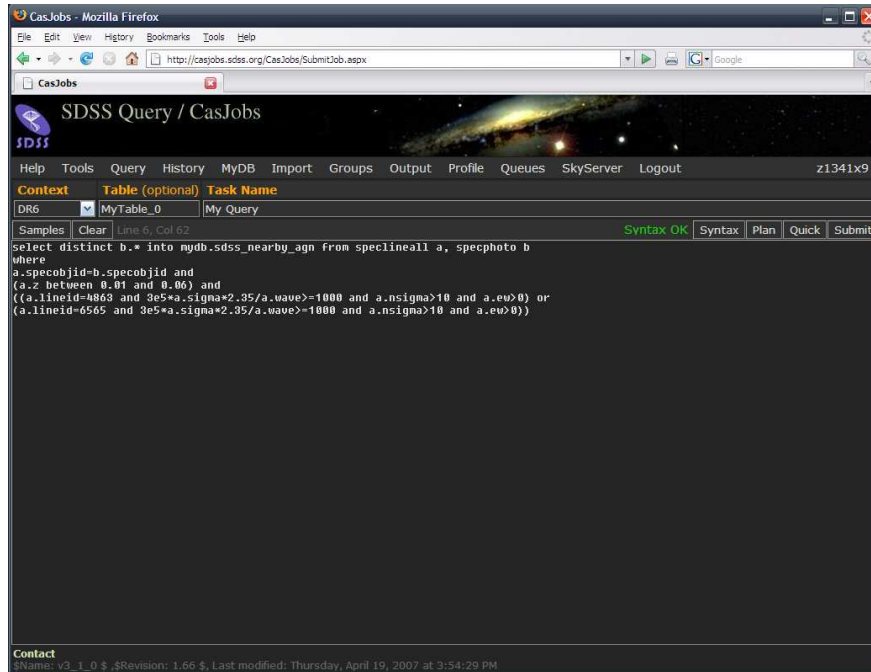 CasJobs - Mozilla Firefox
File Edit View History Bookmarks Tools Help
http://casjobs.sdss.org/CasJobs/SubmitJob.aspx
G Google
CasJobs
SDSS Query / CasJobs
SDSS
Help Tools Query History MyDB Import Groups Output Profile Queues SkyServer Logout z1341x9
Context Table (optional) Task Name
DR6 MyTable_0 My Query
Samples Clear Line 6, Col 62 Syntax OK Syntax Plan Quick Submit
select distinct b.* into mydb.sdss_nearby_agn from speclineall a, specphoto b
where
a.specobjid=b.specobjid and
(a.z between 0.01 and 0.06) and
((a.lineid=4863 and 3e5*a.sigma*2.35/a.wave>=1000 and a.nsigma>10 and a.ew>0) or
(a.lineid=6565 and 3e5*a.sigma*2.35/a.wave>=1000 and a.nsigma>10 and a.ew>0))
Contact
$Name: v3_1_0 $ ,$Revision: 1.66 $, Last modified: Thursday, April 19, 2007 at 3:54:29 PM